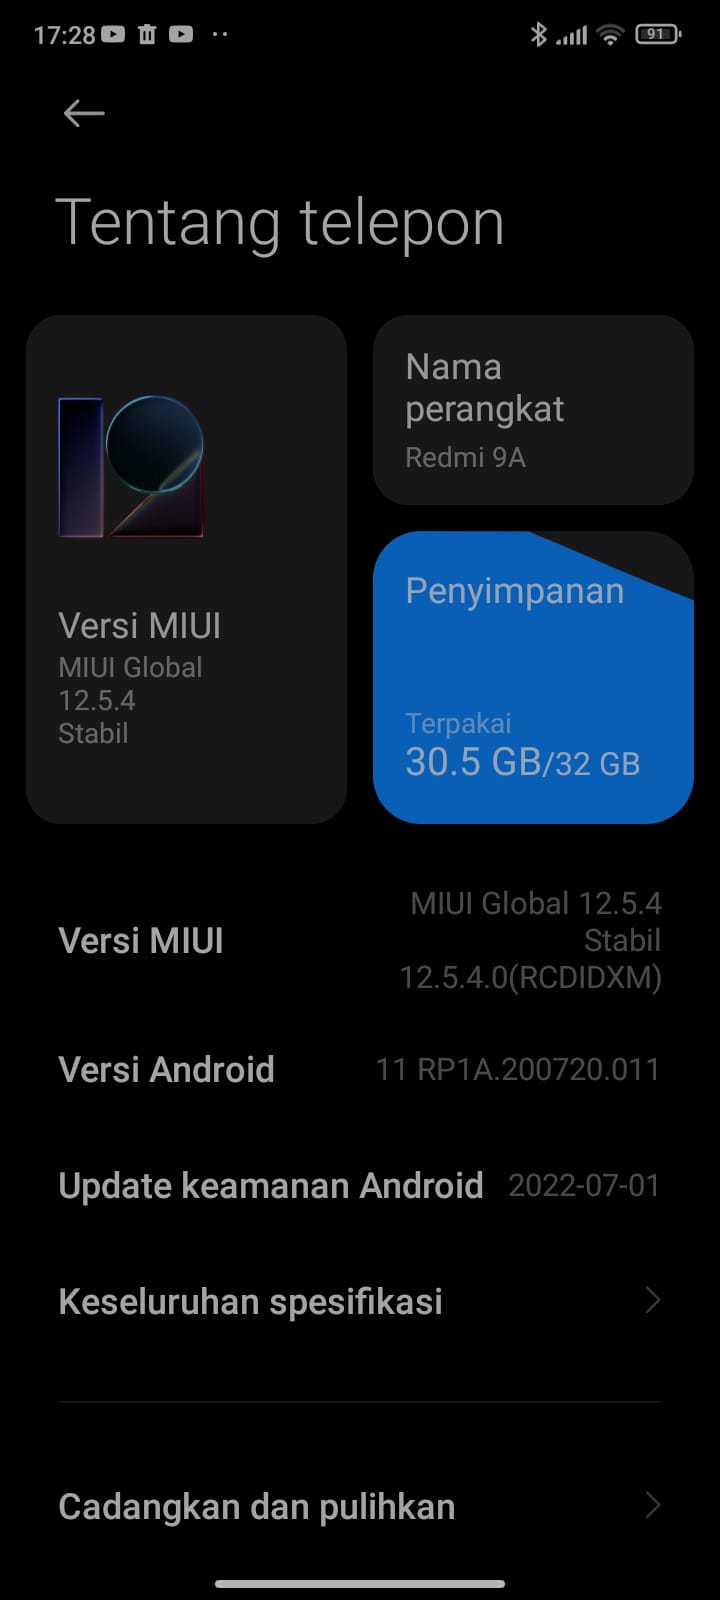 17:28
91
Tentang telepon
12
Versi MIUI
MIUI Global
12.5.4
Stabil
Nama
perangkat
Redmi 9A
Penyimpanan
Terpakai
30.5 GB/32 GB
Versi MIUI
MIUI Global 12.5.4
Stabil
12.5.4.0(RCDIDXM)
Versi Android
11 RP1A.200720.011
Update keamanan Android
2022-07-01
Keseluruhan spesifikasi
Cadangkan dan pulihkan